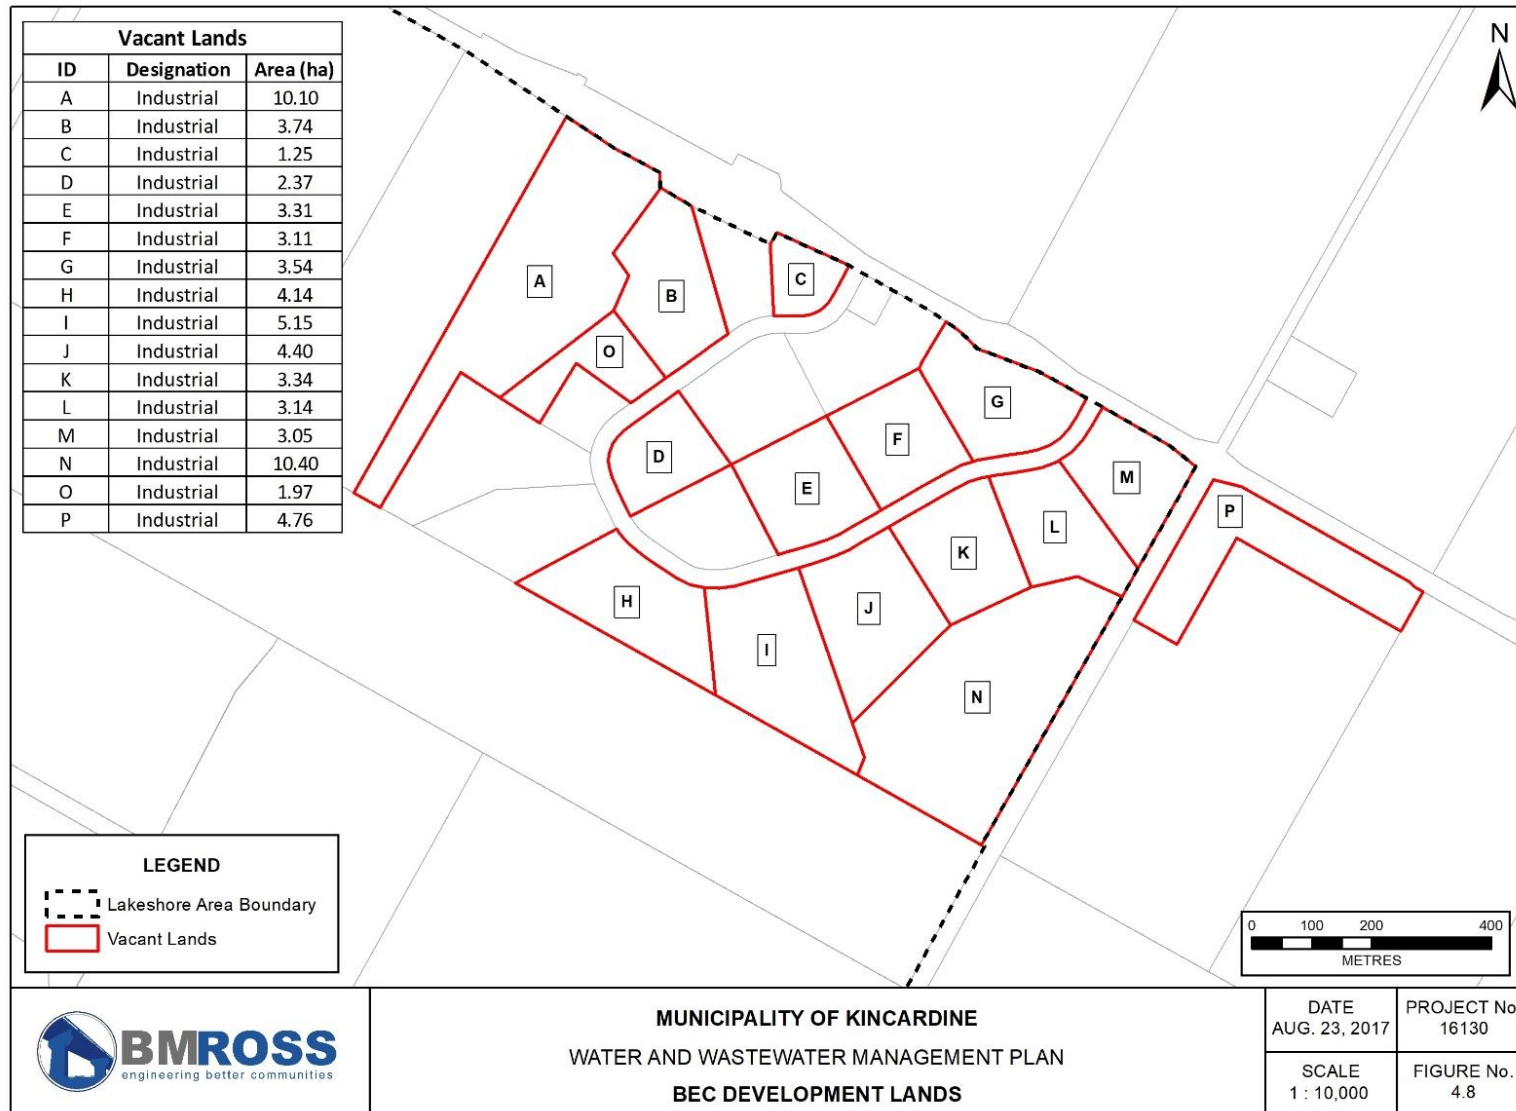 Vacant Lands
ID Designation Area (ha)
A Industrial 10.10
B Industrial 3.74
C Industrial 1.25
D Industrial 2.37
E Industrial 3.31
F Industrial 3.11
G Industrial 3.54
H Industrial 4.14
I Industrial 5.15
J Industrial 4.40
K Industrial 3.34
L Industrial 3.14
M Industrial 3.05
N Industrial 10.40
O Industrial 1.97
P Industrial 4.76
N
A
B
C
O
G
D
F
E
M
P
L
K
H
J
I
N
LEGEND
Lakeshore Area Boundary
Vacant Lands
0 100 200 400
METRES
BMROSS
engineering better communities
MUNICIPALITY OF KINCARDINE
WATER AND WASTEWATER MANAGEMENT PLAN
BEC DEVELOPMENT LANDS
DATE
AUG. 23, 2017
PROJECT No
16130
SCALE
1 : 10,000
FIGURE No.
4.8